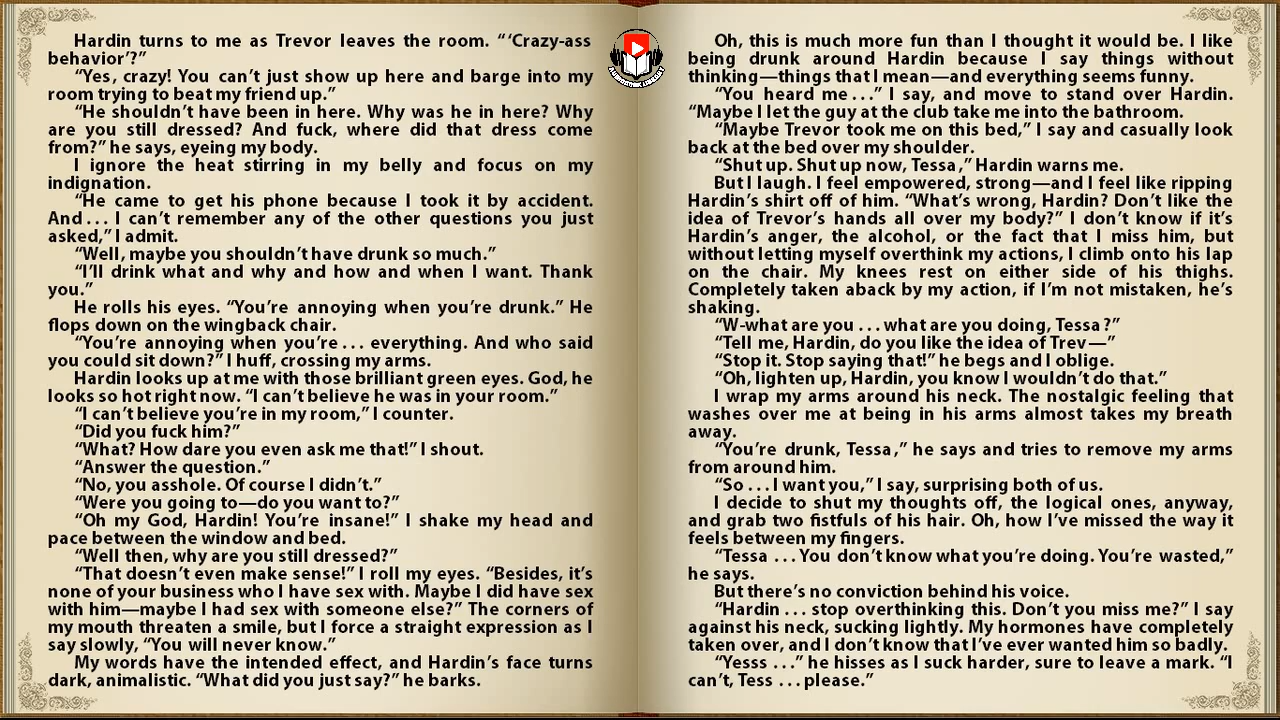 Hardin turns to me as Trevor leaves the room. “‘Crazy-ass
behavior’?”
“Yes, crazy! You can’t just show up here and barge into my
room trying to beat my friend up.”
“He shouldn’t have been in here. Why was he in here? Why
are you still dressed? And fuck, where did that dress come
from?” he says, eyeing my body.
I ignore the heat stirring in my belly and focus on my
indignation.
“He came to get his phone because I took it by accident.
And . . . I can’t remember any of the other questions you just
asked,” I admit.
“Well, maybe you shouldn’t have drunk so much.”
“I’ll drink what and why and how and when I want. Thank
you.”
He rolls his eyes. “You’re annoying when you’re drunk.” He
flops down on the wingback chair.
“You’re annoying when you’re . . . everything. And who said
you could sit down?” I huff, crossing my arms.
Hardin looks up at me with those brilliant green eyes. God, he
looks so hot right now. “I can’t believe he was in your room.”
“I can’t believe you’re in my room,” I counter.
“Did you fuck him?”
“What? How dare you even ask me that!” I shout.
“Answer the question.”
“No, you asshole. Of course I didn’t.”
“Were you going to—do you want to?”
“Oh my God, Hardin! You’re insane!” I shake my head and
pace between the window and bed.
“Well then, why are you still dressed?”
“That doesn’t even make sense!” I roll my eyes. “Besides, it’s
none of your business who I have sex with. Maybe I did have sex
with him—maybe I had sex with someone else?” The corners of
my mouth threaten a smile, but I force a straight expression as I
say slowly, “You will never know.”
My words have the intended effect, and Hardin’s face turns
dark, animalistic. “What did you just say?” he barks.
Oh, this is much more fun than I thought it would be. I like
being drunk around Hardin because I say things without
thinking—things that I mean—and everything seems funny.
“You heard me . . .” I say, and move to stand over Hardin.
“Maybe I let the guy at the club take me into the bathroom.
“Maybe Trevor took me on this bed,” I say and casually look
back at the bed over my shoulder.
“Shut up. Shut up now, Tessa,” Hardin warns me.
But I laugh. I feel empowered, strong—and I feel like ripping
Hardin’s shirt off of him. “What’s wrong, Hardin? Don’t like the
idea of Trevor’s hands all over my body?” I don’t know if it’s
Hardin’s anger, the alcohol, or the fact that I miss him, but
without letting myself overthink my actions, I climb onto his lap
on the chair. My knees rest on either side of his thighs.
Completely taken aback by my action, if I’m not mistaken, he’s
shaking.
“W-what are you . . . what are you doing, Tessa?”
“Tell me, Hardin, do you like the idea of Trev—”
“Stop it. Stop saying that!” he begs and I oblige.
“Oh, lighten up, Hardin, you know I wouldn’t do that.”
I wrap my arms around his neck. The nostalgic feeling that
washes over me at being in his arms almost takes my breath
away.
“You’re drunk, Tessa,” he says and tries to remove my arms
from around him.
“So . . . I want you,” I say, surprising both of us.
I decide to shut my thoughts off, the logical ones, anyway,
and grab two fistfuls of his hair. Oh, how I’ve missed the way it
feels between my fingers.
“Tessa . . . You don’t know what you’re doing. You’re wasted,”
he says.
But there’s no conviction behind his voice.
“Hardin . . . stop overthinking this. Don’t you miss me?” I say
against his neck, sucking lightly. My hormones have completely
taken over, and I don’t know that I’ve ever wanted him so badly.
“Yesss . . .” he hisses as I suck harder, sure to leave a mark. “I
can’t, Tess . . . please.”